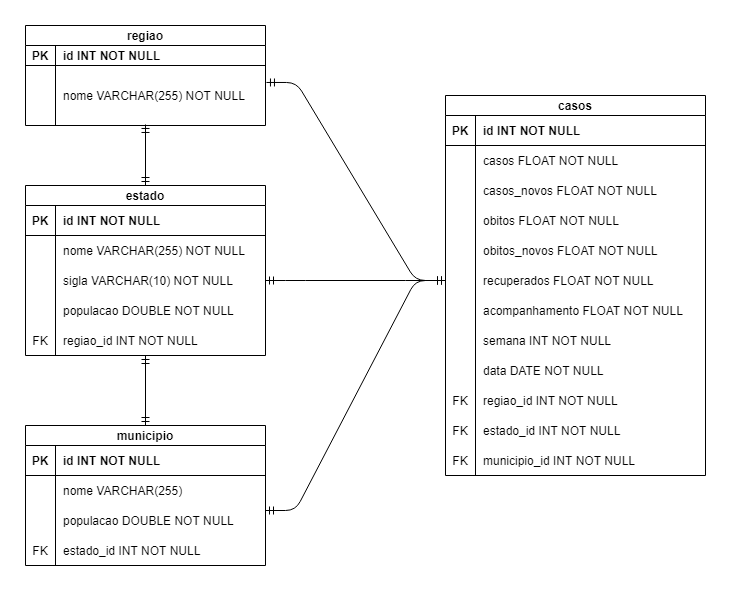 regiao
PK id INT NOT NULL
nome VARCHAR(255) NOT NULL
estado
PK id INT NOT NULL
nome VARCHAR(255) NOT NULL
sigla VARCHAR(10) NOT NULL
populacao DOUBLE NOT NULL
FK regiao_id INT NOT NULL
municipio
PK id INT NOT NULL
nome VARCHAR(255)
populacao DOUBLE NOT NULL
FK estado_id INT NOT NULL
casos
PK id INT NOT NULL
casos FLOAT NOT NULL
casos_novos FLOAT NOT NULL
obitos FLOAT NOT NULL
obitos_novos FLOAT NOT NULL
recuperados FLOAT NOT NULL
acompanhamento FLOAT NOT NULL
semana INT NOT NULL
data DATE NOT NULL
FK regiao_id INT NOT NULL
FK estado_id INT NOT NULL
FK municipio_id INT NOT NULL